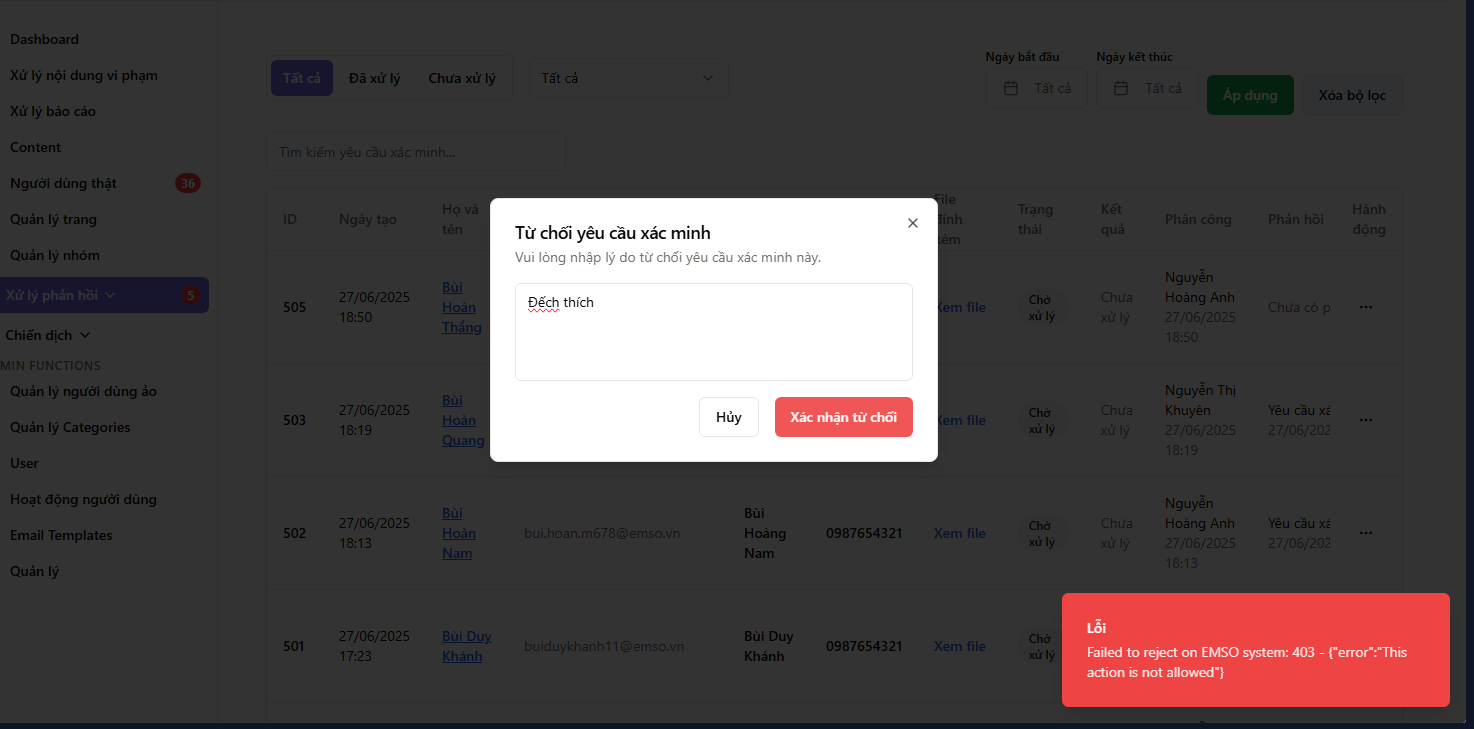 Dashboard
Xử lý nội dung vi phạm
Xử lý báo cáo
Content
Người dùng thật
36
Quản lý trang
Quản lý nhóm
Xử lý phản hồi
5
Chiến dịch
MIN FUNCTIONS
Quản lý người dùng ảo
Quản lý Categories
User
Hoạt động người dùng
Email Templates
Quản lý
Tất cả
Đã xử lý
Chưa xử lý
Tất cả
Ngày bắt đầu
Tất cả
Ngày kết thúc
Tất cả
Áp dụng
Xóa bộ lọc
Tìm kiếm yêu cầu xác minh...
ID
Ngày tạo
Họ và
tên
File
đính
kèm
Trạng
thái
Kết
quả
Phân công
Phản hồi
Hành
động
505
27/06/2025
18:50
Bùi
Hoàn
Thắng
Xem file
Chờ
xử lý
Chưa
xử lý
Nguyễn
Hoàng Anh
27/06/2025
18:50
Chưa có p
503
27/06/2025
18:19
Bùi
Hoàn
Quang
Xem file
Chờ
xử lý
Chưa
xử lý
Nguyễn Thị
Khuyên
27/06/2025
18:19
Yêu cầu xá
27/06/202
502
27/06/2025
18:13
Bùi
Hoàn
Nam
bui.hoan.m678@emso.vn
Bùi
Hoàng
Nam
0987654321
Xem file
Chờ
xử lý
Chưa
xử lý
Nguyễn
Hoàng Anh
27/06/2025
18:13
Yêu cầu xá
27/06/202
501
27/06/2025
17:23
Bùi Duy
Khánh
buiduykhanh11@emso.vn
Bùi Duy
Khánh
0987654321
Xem file
Chờ
xử lý
Từ chối yêu cầu xác minh
Vui lòng nhập lý do từ chối yêu cầu xác minh này.
Đếch thích
Hủy
Xác nhận từ chối
Lỗi
Failed to reject on EMSO system: 403 - {"error":"This
action is not allowed"}